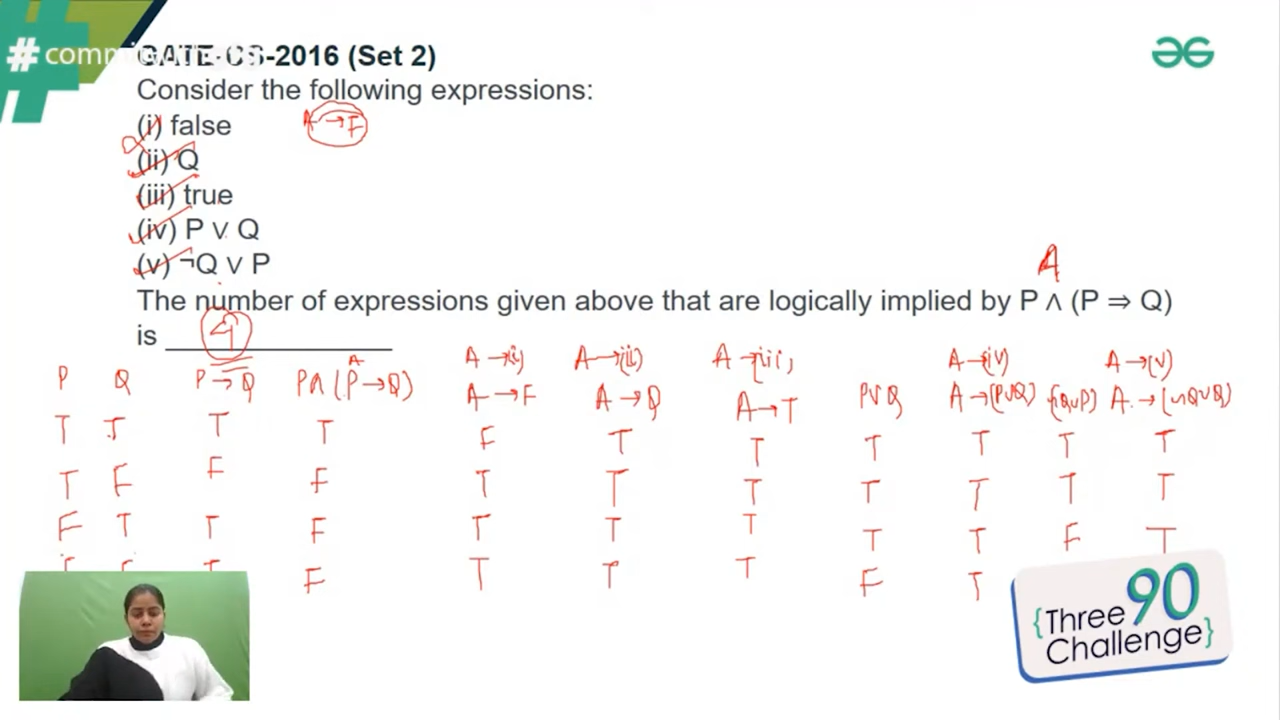 #commitwith
GATE-CS-2016 (Set 2)
Consider the following expressions:
(i) false
A → F
(ii) Q
(iii) true
(iv) P ∨ Q
(v) ¬Q ∨ P
A
The number of expressions given above that are logically implied by P ∧ (P ⇒ Q)
is 4
A
A→(i) A→(ii) A→(iii) A→(iv) A→(v)
P Q P→Q P∧(P→Q) A→F A→Q A→T P∨Q A→(P∨Q) (¬Q∨P) A→(¬Q∨Q)
T T T T F T T T T T T
T F F F T T T T T T T
F T T F T T T T T F T
F T T T F T
{Three 90
Challenge}